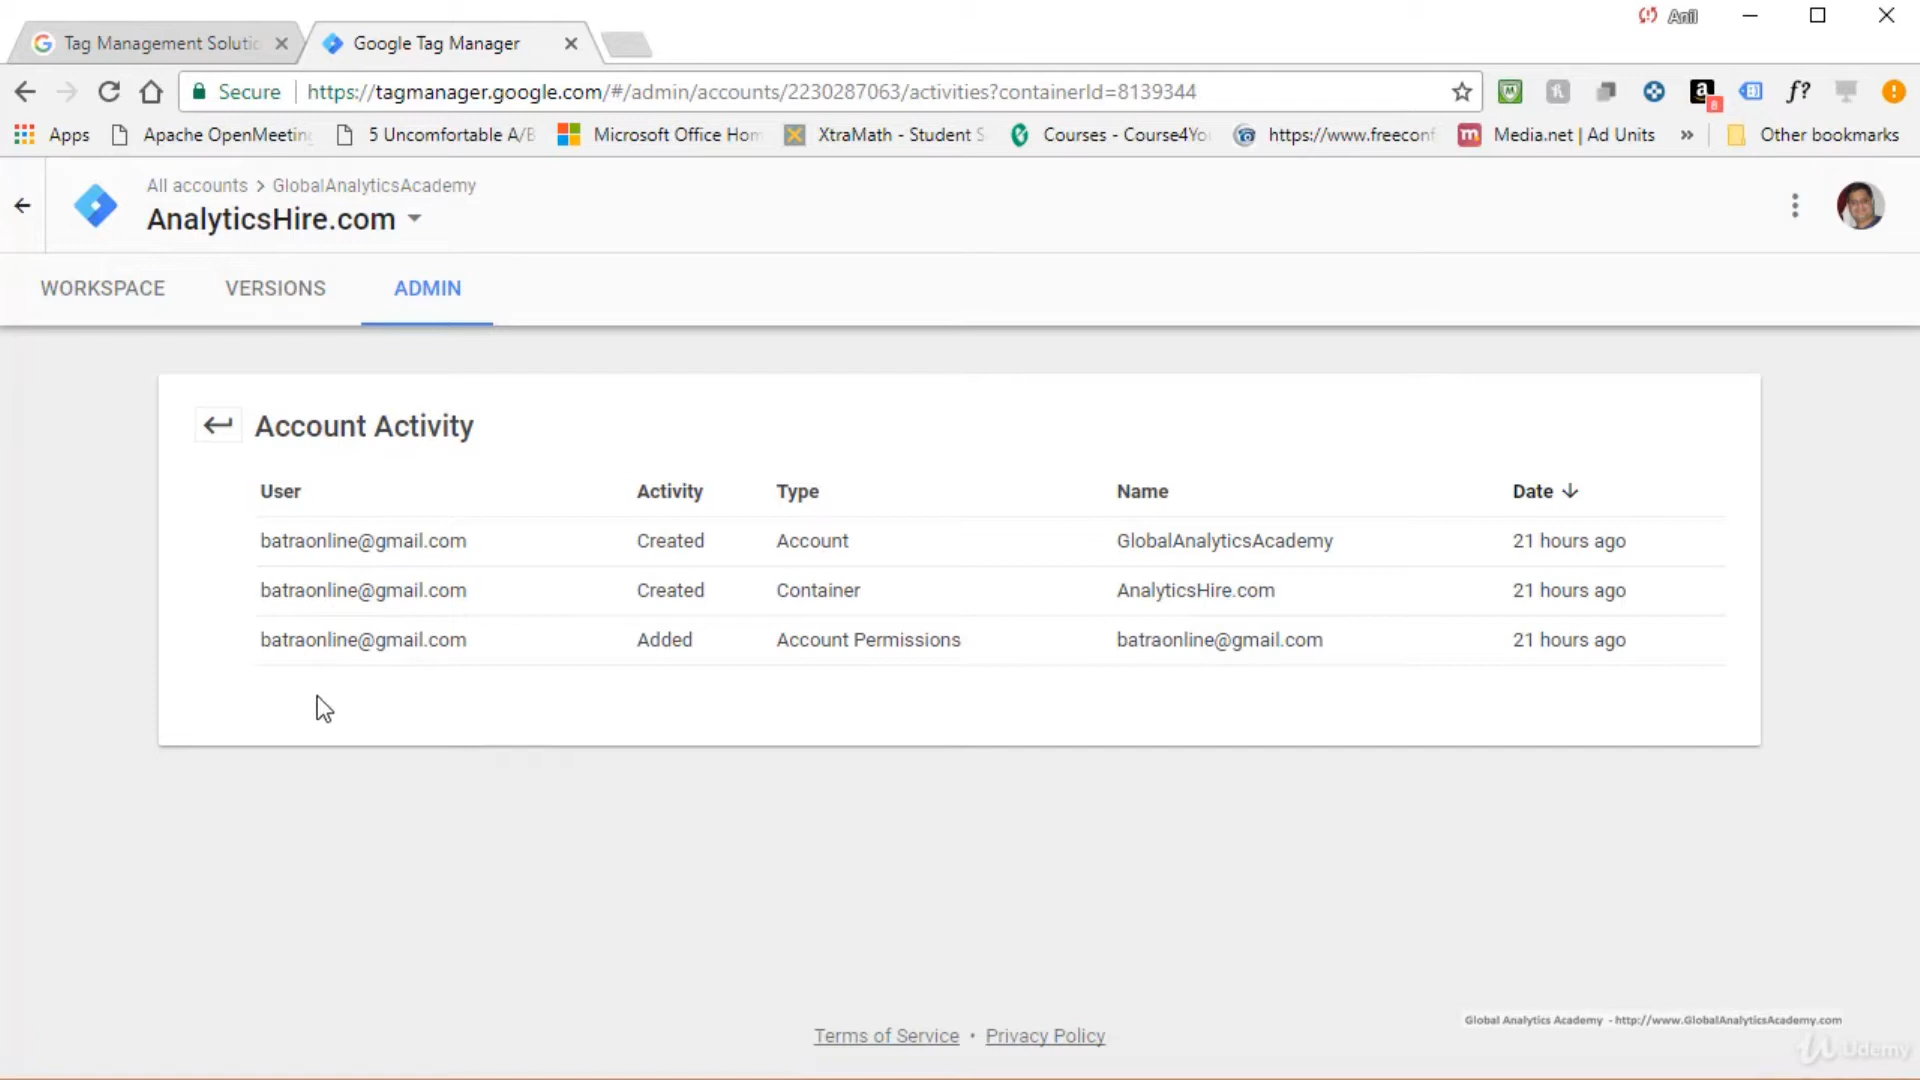 Anil
Tag Management Soluti
Google Tag Manager
Secure
https://tagmanager.google.com/#/admin/accounts/2230287063/activities?containerId=8139344
Apps
Apache OpenMeeting
5 Uncomfortable A/B
Microsoft Office Hom
XtraMath - Student S
Courses - Course4Yo
https://www.freeconf
Media.net | Ad Units
»
Other bookmarks
All accounts > GlobalAnalyticsAcademy
AnalyticsHire.com
WORKSPACE VERSIONS ADMIN
Account Activity
User Activity Type Name Date
batraonline@gmail.com Created Account GlobalAnalyticsAcademy 21 hours ago
batraonline@gmail.com Created Container AnalyticsHire.com 21 hours ago
batraonline@gmail.com Added Account Permissions batraonline@gmail.com 21 hours ago
Global Analytics Academy - http://www.GlobalAnalyticsAcademy.com
Terms of Service • Privacy Policy
Udemy